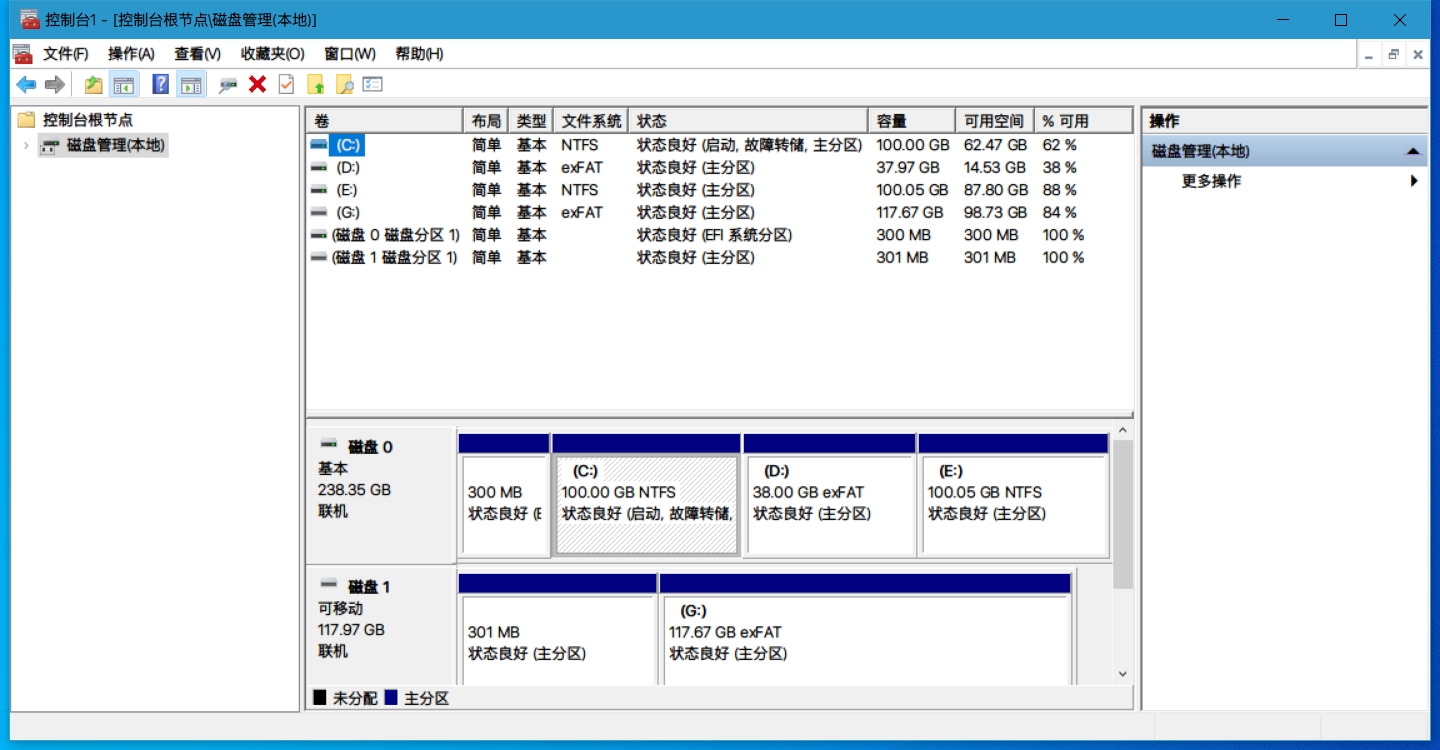 控制台1 - [控制台根节点\磁盘管理(本地)]
文件(F) 操作(A) 查看(V) 收藏夹(O) 窗口(W) 帮助(H)
控制台根节点
磁盘管理(本地)
卷 布局 类型 文件系统 状态 容量 可用空间 % 可用
(C:) 简单 基本 NTFS 状态良好 (启动, 故障转储, 主分区) 100.00 GB 62.47 GB 62 %
(D:) 简单 基本 exFAT 状态良好 (主分区) 37.97 GB 14.53 GB 38 %
(E:) 简单 基本 NTFS 状态良好 (主分区) 100.05 GB 87.80 GB 88 %
(G:) 简单 基本 exFAT 状态良好 (主分区) 117.67 GB 98.73 GB 84 %
(磁盘 0 磁盘分区 1) 简单 基本 状态良好 (EFI 系统分区) 300 MB 300 MB 100 %
(磁盘 1 磁盘分区 1) 简单 基本 状态良好 (主分区) 301 MB 301 MB 100 %
磁盘 0
基本
238.35 GB
联机
300 MB
状态良好 (E
(C:)
100.00 GB NTFS
状态良好 (启动, 故障转储,
(D:)
38.00 GB exFAT
状态良好 (主分区)
(E:)
100.05 GB NTFS
状态良好 (主分区)
磁盘 1
可移动
117.97 GB
联机
301 MB
状态良好 (主分区)
(G:)
117.67 GB exFAT
状态良好 (主分区)
未分配 主分区
操作
磁盘管理(本地)
更多操作